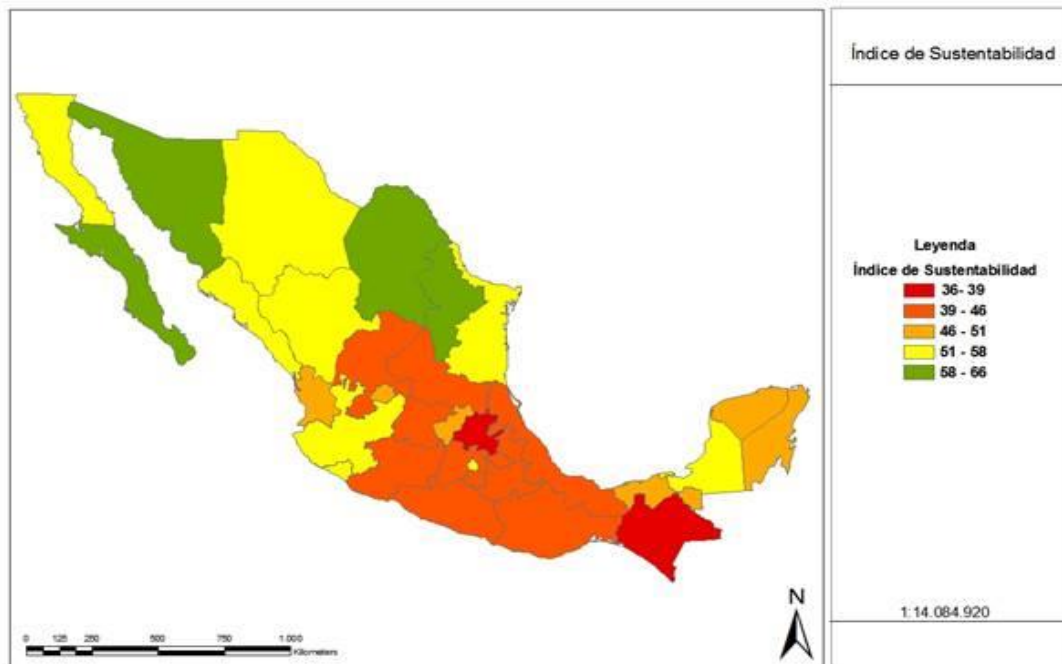 Índice de Sustentabilidad
Leyenda
Índice de Sustentabilidad
36- 39
39 - 46
46 - 51
51 - 58
58 - 66
N
1:14.084.920
0 125 250 500 750 1.000
Kilometers